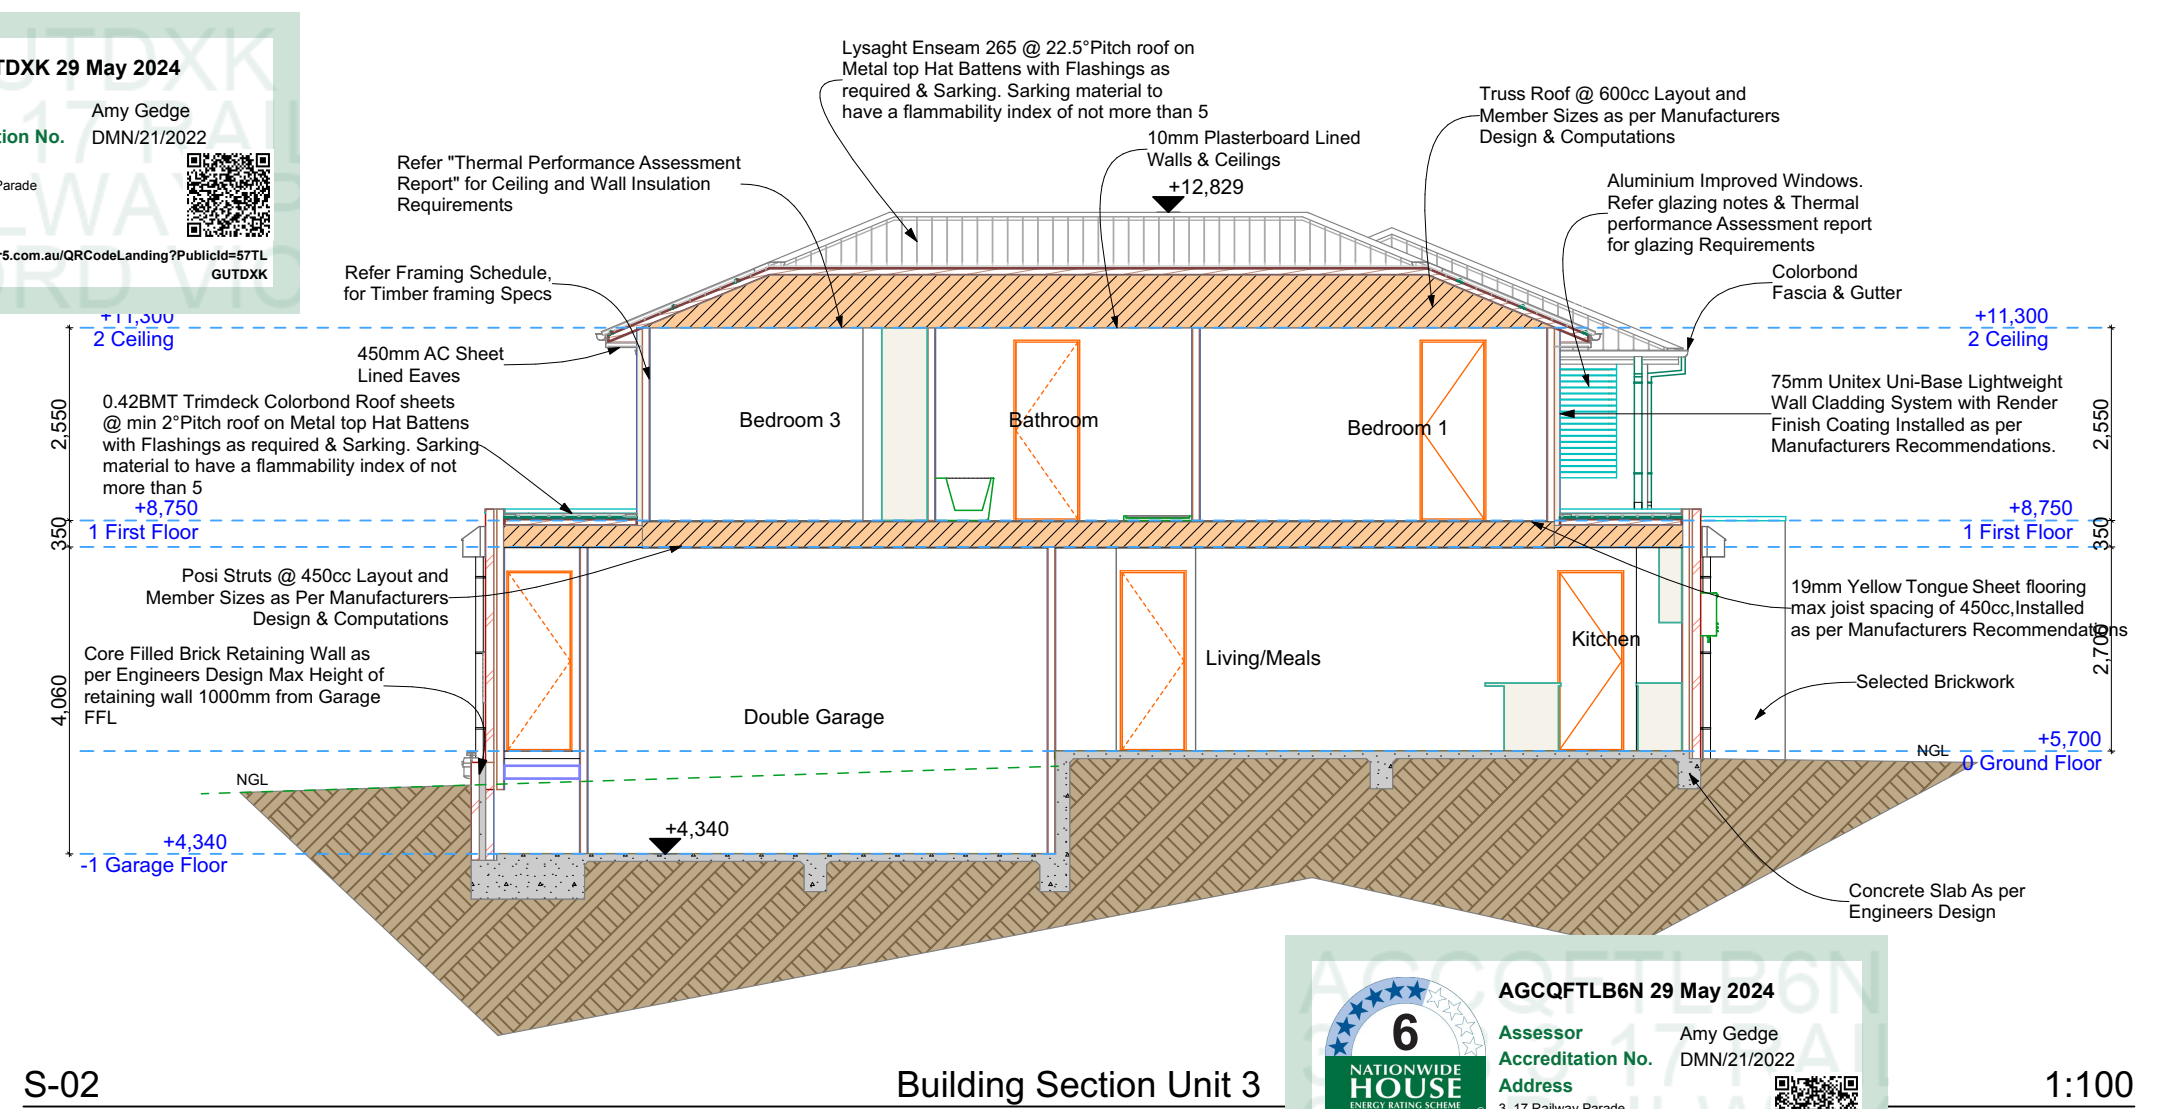 TDXK 29 May 2024
Amy Gedge
tion No. DMN/21/2022
Parade
r5.com.au/QRCodeLanding?PublicId=57TL
GUTDXK
Lysaght Enseam 265 @ 22.5°Pitch roof on
Metal top Hat Battens with Flashings as
required & Sarking. Sarking material to
have a flammability index of not more than 5
10mm Plasterboard Lined
Walls & Ceilings
+12,829
Truss Roof @ 600cc Layout and
Member Sizes as per Manufacturers
Design & Computations
Refer "Thermal Performance Assessment
Report" for Ceiling and Wall Insulation
Requirements
Aluminium Improved Windows.
Refer glazing notes & Thermal
performance Assessment report
for glazing Requirements
Refer Framing Schedule,
for Timber framing Specs
Colorbond
Fascia & Gutter
+11,300
2 Ceiling
+11,300
2 Ceiling
450mm AC Sheet
Lined Eaves
0.42BMT Trimdeck Colorbond Roof sheets
@ min 2°Pitch roof on Metal top Hat Battens
with Flashings as required & Sarking. Sarking
material to have a flammability index of not
more than 5
75mm Unitex Uni-Base Lightweight
Wall Cladding System with Render
Finish Coating Installed as per
Manufacturers Recommendations.
2,550
2,550
Bedroom 3
Bathroom
Bedroom 1
+8,750
1 First Floor
+8,750
1 First Floor
350
350
Posi Struts @ 450cc Layout and
Member Sizes as Per Manufacturers
Design & Computations
19mm Yellow Tongue Sheet flooring
max joist spacing of 450cc,Installed
as per Manufacturers Recommendations
Core Filled Brick Retaining Wall as
per Engineers Design Max Height of
retaining wall 1000mm from Garage
FFL
4,060
2,700
Kitchen
Living/Meals
Double Garage
Selected Brickwork
+5,700
0 Ground Floor
NGL
NGL
+4,340
+4,340
-1 Garage Floor
Concrete Slab As per
Engineers Design
AGCQFTLB6N 29 May 2024
Assessor Amy Gedge
Accreditation No. DMN/21/2022
Address
3, 17 Railway Parade
6
NATIONWIDE
HOUSE
ENERGY RATING SCHEME
S-02
Building Section Unit 3
1:100